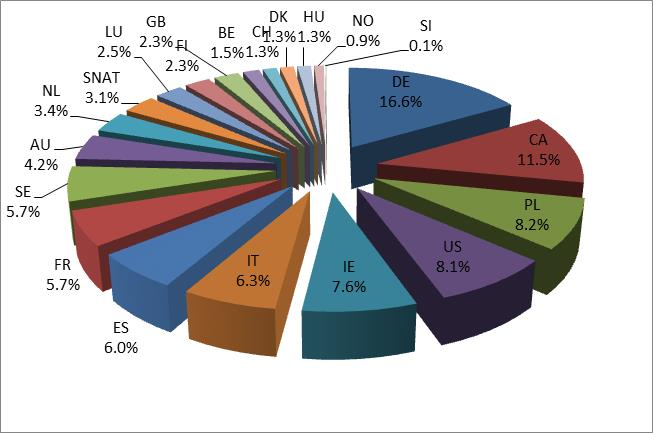 DE
16.6%
CA
11.5%
PL
8.2%
US
8.1%
IE
7.6%
IT
6.3%
ES
6.0%
FR
5.7%
SE
5.7%
AU
4.2%
NL
3.4%
SNAT
3.1%
LU
2.5%
GB
2.3%
FI
2.3%
BE
1.5%
CH
1.3%
DK
1.3%
HU
1.3%
NO
0.9%
SI
0.1%